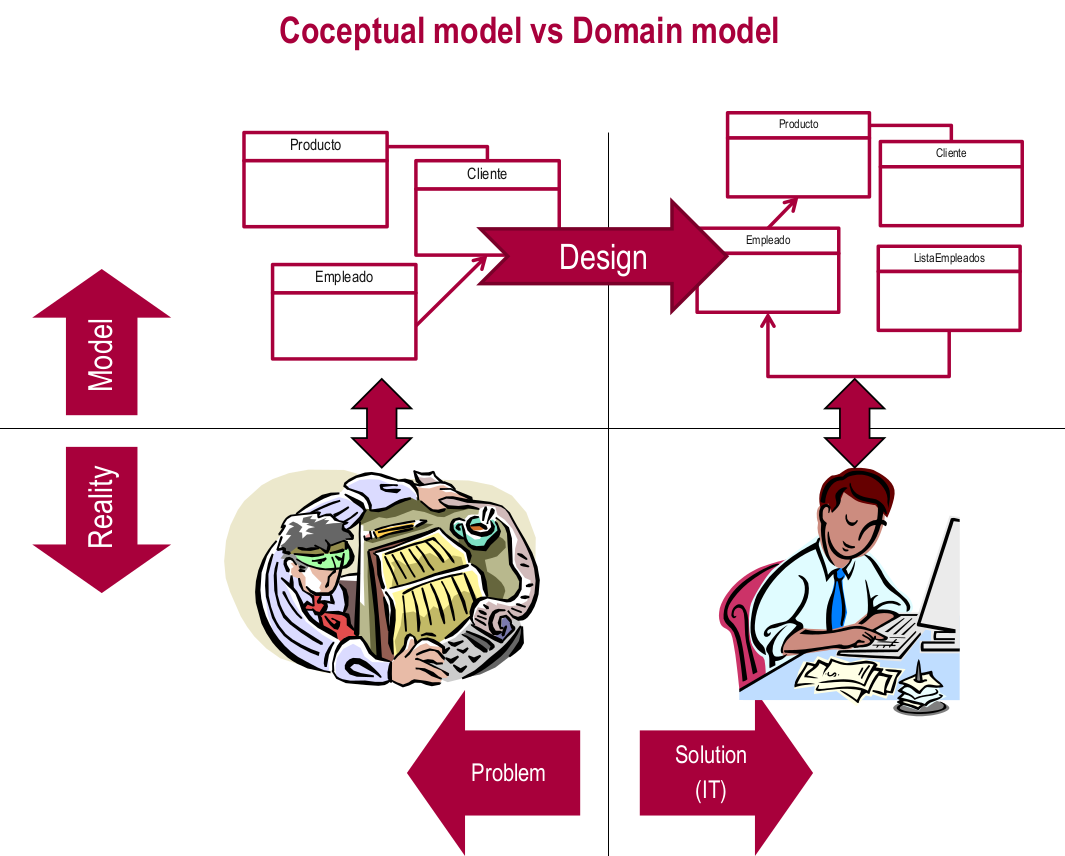 Coceptual model vs Domain model
Producto
Cliente
Empleado
Design
Producto
Cliente
Empleado
ListaEmpleados
Model
Reality
Problem
Solution
(IT)